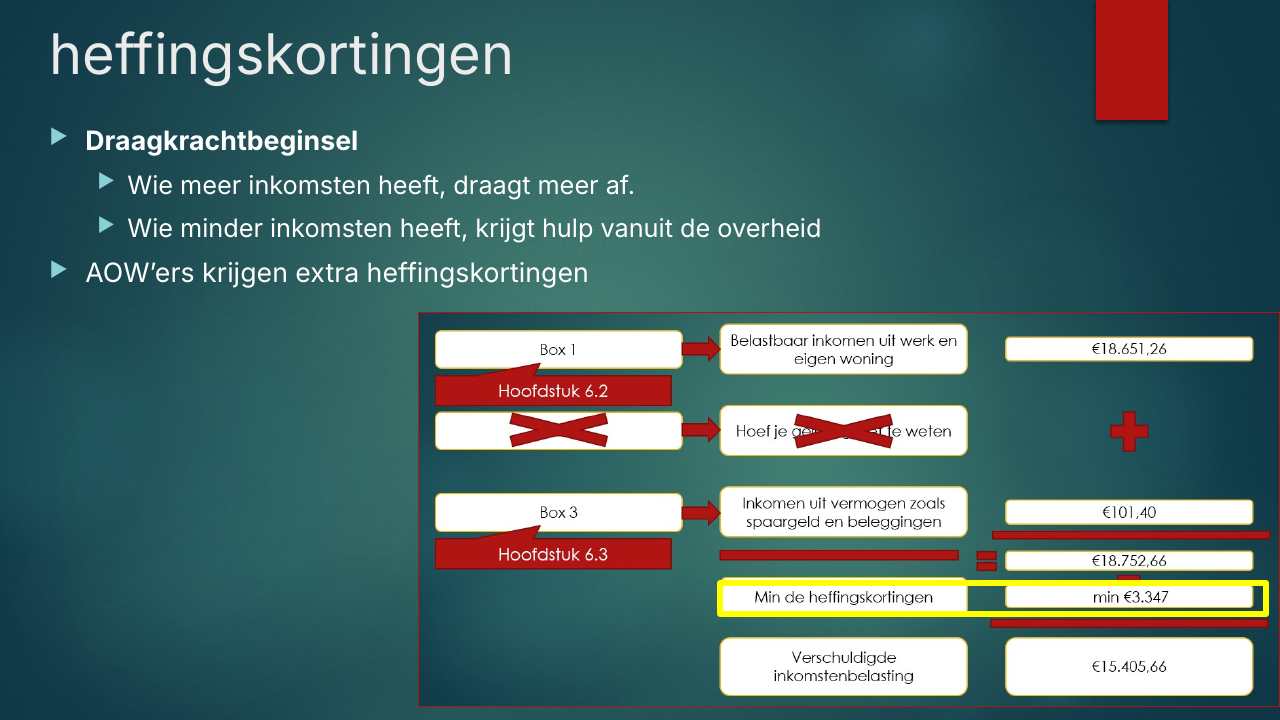 heffingskortingen
Draagkrachtbeginsel
Wie meer inkomsten heeft, draagt meer af.
Wie minder inkomsten heeft, krijgt hulp vanuit de overheid
AOW’ers krijgen extra heffingskortingen
Box 1
Belastbaar inkomen uit werk en
eigen woning
€18.651,26
Hoofdstuk 6.2
Hoef je te weten
Box 3
Inkomen uit vermogen zoals
spaargeld en beleggingen
€101,40
Hoofdstuk 6.3
€18.752,66
Min de heffingskortingen
min €3.347
Verschuldigde
inkomstenbelasting
€15.405,66